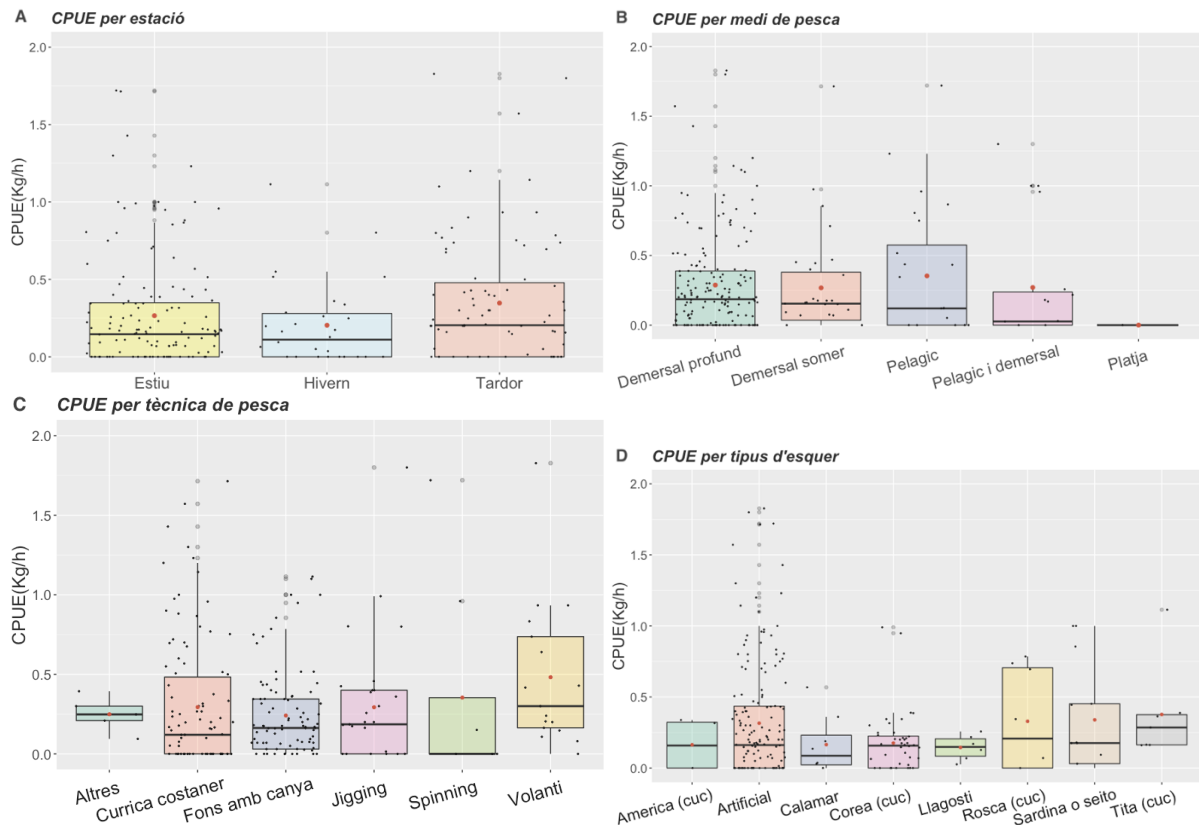 A CPUE per estació
2.0
1.5
1.0
0.5
0.0
CPUE(Kg/h)
Estiu Hivern Tardor
B CPUE per medi de pesca
2.0
1.5
1.0
0.5
0.0
CPUE(Kg/h)
Demersal profund Demersal somer Pelagic Pelagic i demersal Platja
C CPUE per tècnica de pesca
2.0
1.5
1.0
0.5
0.0
CPUE(Kg/h)
Altres Currica costaner Fons amb canya Jigging Spinning Volanti
D CPUE per tipus d'esquer
2.0
1.5
1.0
0.5
0.0
CPUE(Kg/h)
America (cuc) Artificial Calamar Corea (cuc) Llagosti Rosca (cuc) Sardina o seito Tita (cuc)